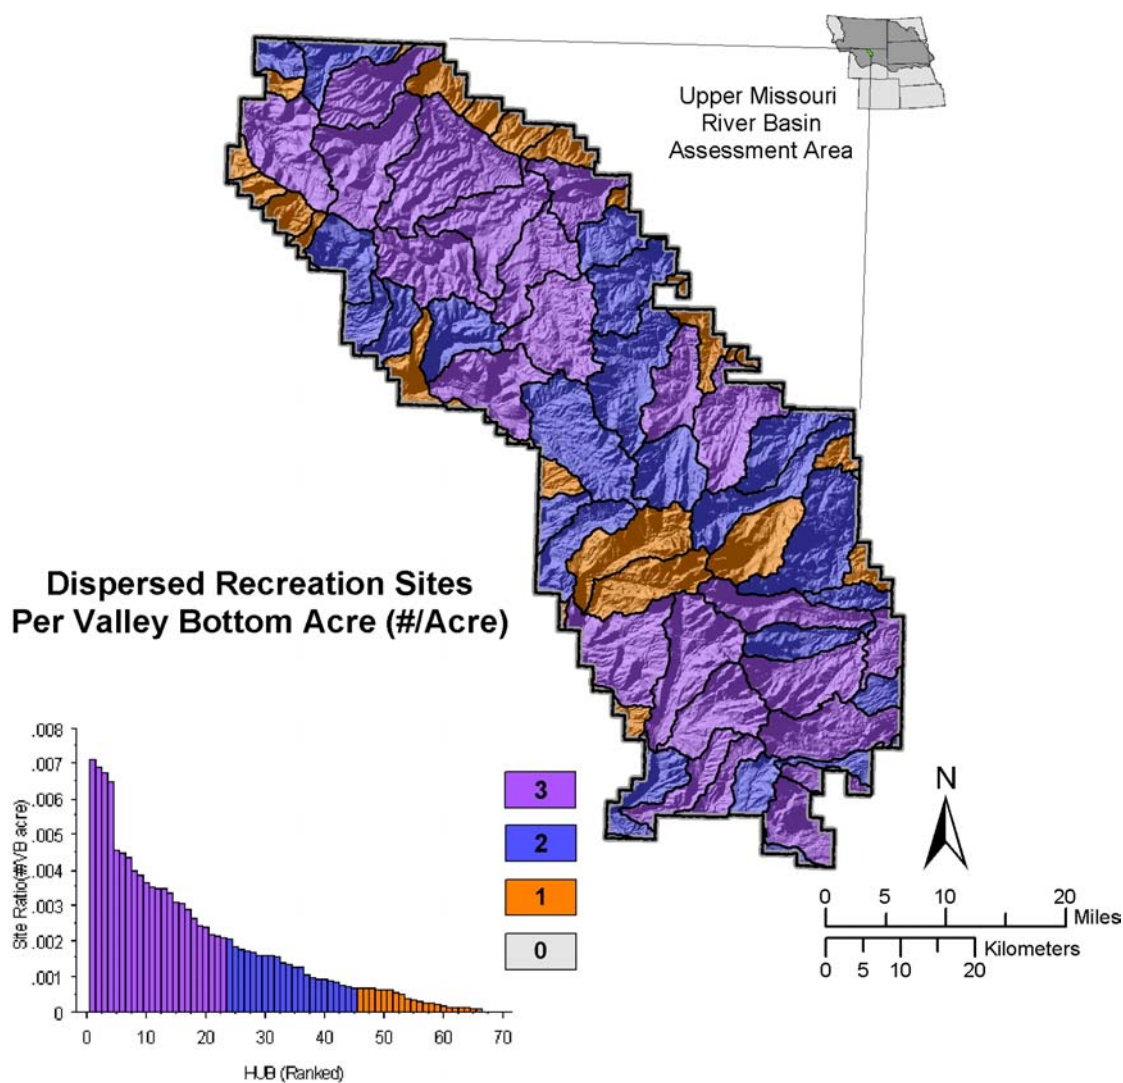 Upper Missouri
River Basin
Assessment Area
Dispersed Recreation Sites
Per Valley Bottom Acre (#/Acre)
.008
.007
.006
.005
.004
.003
.002
.001
0
Site Ratio(#/VB acre)
0 10 20 30 40 50 60 70
HUB (Ranked)
3
2
1
0
N
0 5 10 20
Miles
Kilometers
0 5 10 20